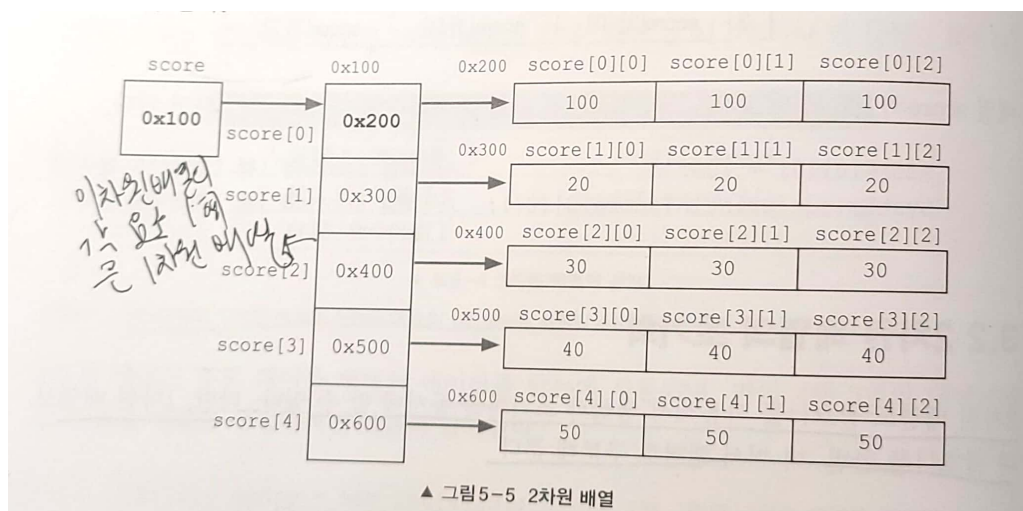 score
0x100
0x200 score[0][0] score[0][1] score[0][2]
0x100
0x200
100 100 100
score[0]
0x300 score[1][0] score[1][1] score[1][2]
score[1]
0x300
20 20 20
이차원배열의
각 요소
1차원 배열
0x400 score[2][0] score[2][1] score[2][2]
score[2]
0x400
30 30 30
0x500 score[3][0] score[3][1] score[3][2]
score[3]
0x500
40 40 40
0x600 score[4][0] score[4][1] score[4][2]
score[4]
0x600
50 50 50
▲ 그림5-5 2차원 배열